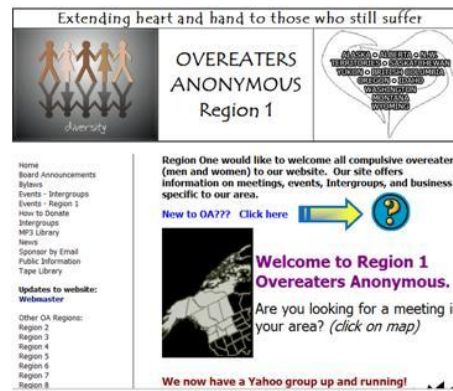 Extending heart and hand to those who still suffer
diversity
OVEREATERS
ANONYMOUS
Region 1
ALASKA • ALBERTA • N.W.
TERRITORIES • SASKATCHEWAN
YUKON • BRITISH COLUMBIA
OREGON • IDAHO
WASHINGTON
MONTANA
WYOMING
Home
Board Announcements
Bylaws
Events - Intergroups
Events - Region 1
How to Donate
Intergroups
MP3 Library
News
Sponsor by Email
Public Information
Tape Library
Updates to website:
Webmaster
Other OA Regions:
Region 2
Region 3
Region 4
Region 5
Region 6
Region 7
Region 8
Region One would like to welcome all compulsive overeater
(men and women) to our website. Our site offers
information on meetings, events, Intergroups, and business
specific to our area.
New to OA??? Click here
?
Welcome to Region 1
Overeaters Anonymous.
Are you looking for a meeting i
your area? (click on map)
We now have a Yahoo group up and running!